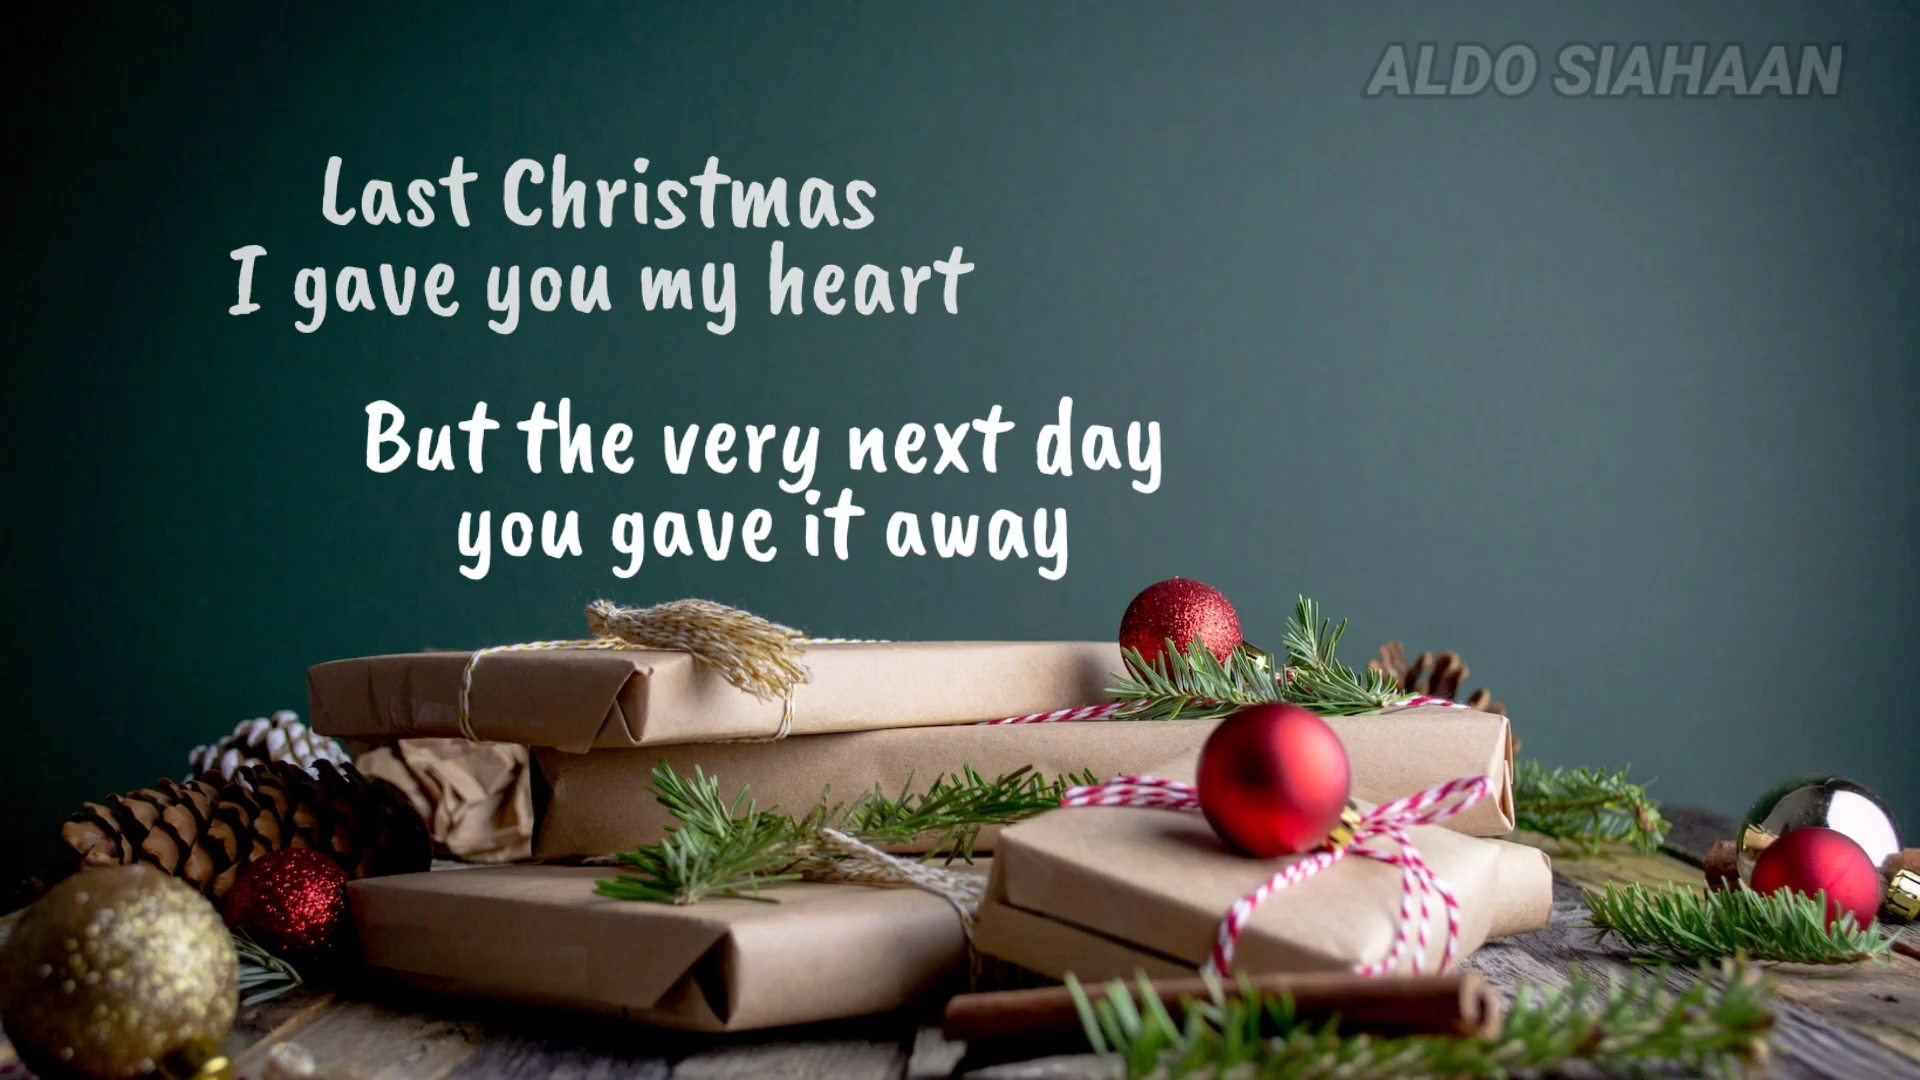 ALDO SIAHAAN
Last Christmas
I gave you my heart
But the very next day
you gave it away